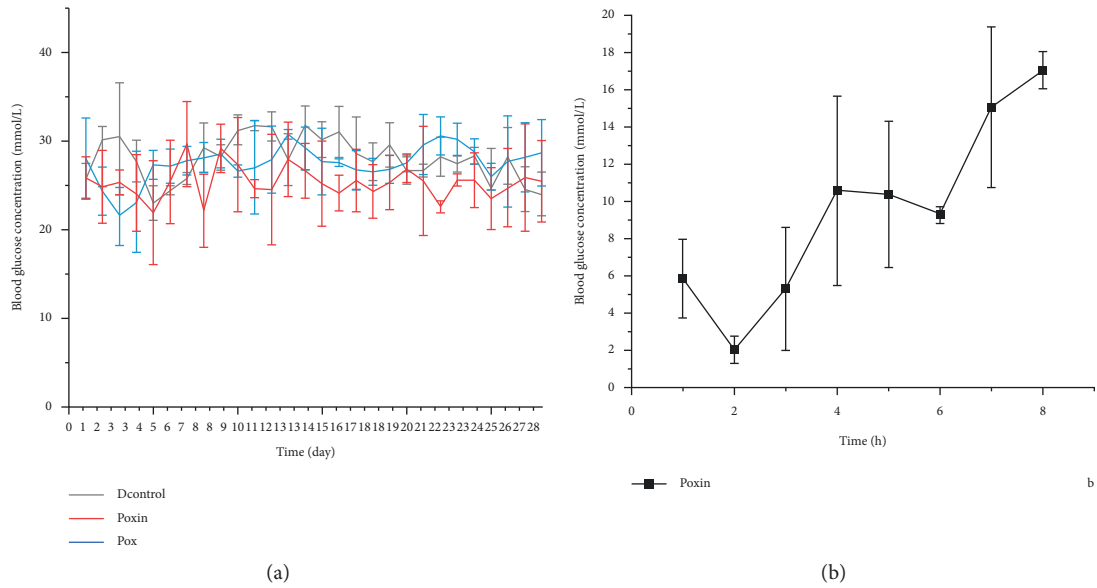 Blood glucose concentration (mmol/L)
40
30
20
10
0
0 1 2 3 3 5 6 7 8 8 10 11 12 13 14 15 16 17 18 19 20 21 22 23 24 25 26 27 28
Time (day)
Dcontrol
Poxin
Pox
(a)
Blood glucose concentration (mmol/L)
20
18
16
14
12
10
8
6
4
2
0
0 2 4 6 8
Time (h)
Poxin
b
(b)